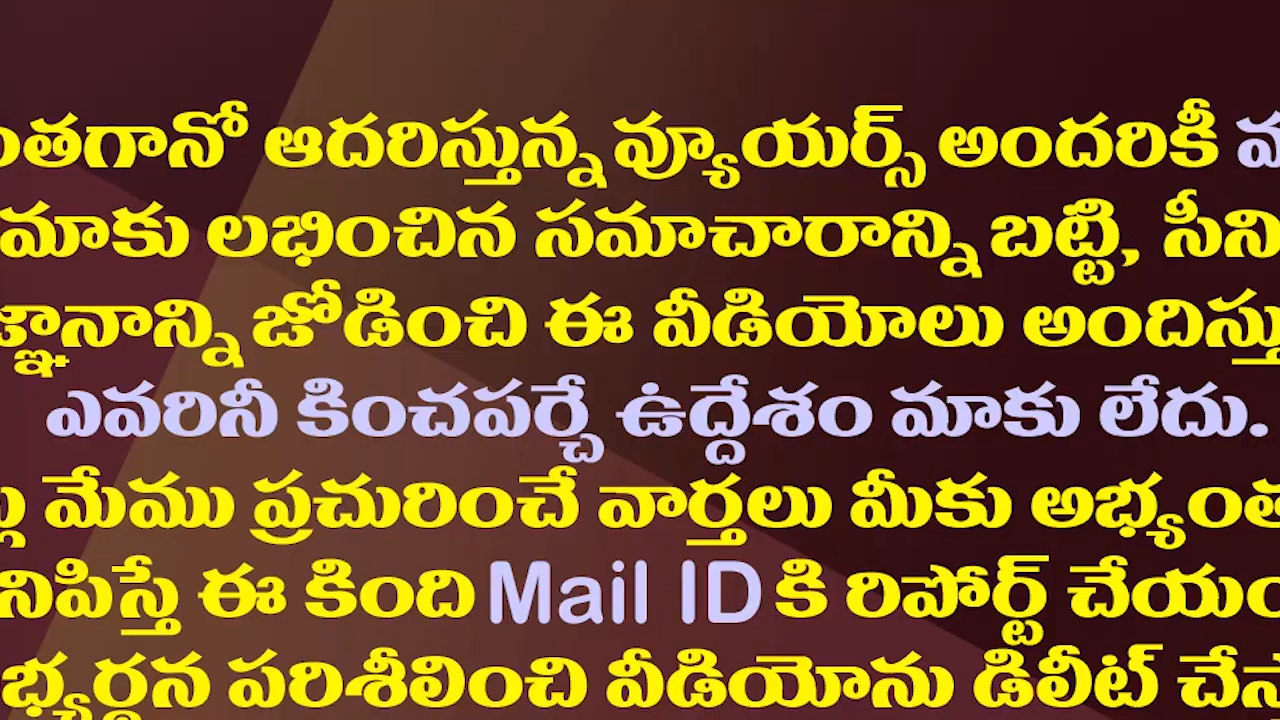 ంతగానో ఆదరిస్తున్న వ్యూయర్స్ అందరికీ
మాకు లభించిన సమాచారాన్ని బట్టి, సీని
జ్ఞానాన్ని జోడించి ఈ వీడియోలు అందిస్తు
ఎవరినీ కించపర్చే ఉద్దేశం మాకు లేదు.
మేము ప్రచురించే వార్తలు మీకు అభ్యంత
నిపిస్తే ఈ కింది Mail ID కి రిపోర్ట్ చేయం
భ్యర్ధన పరిశీలించి వీడియోను డిలీట్ చేస